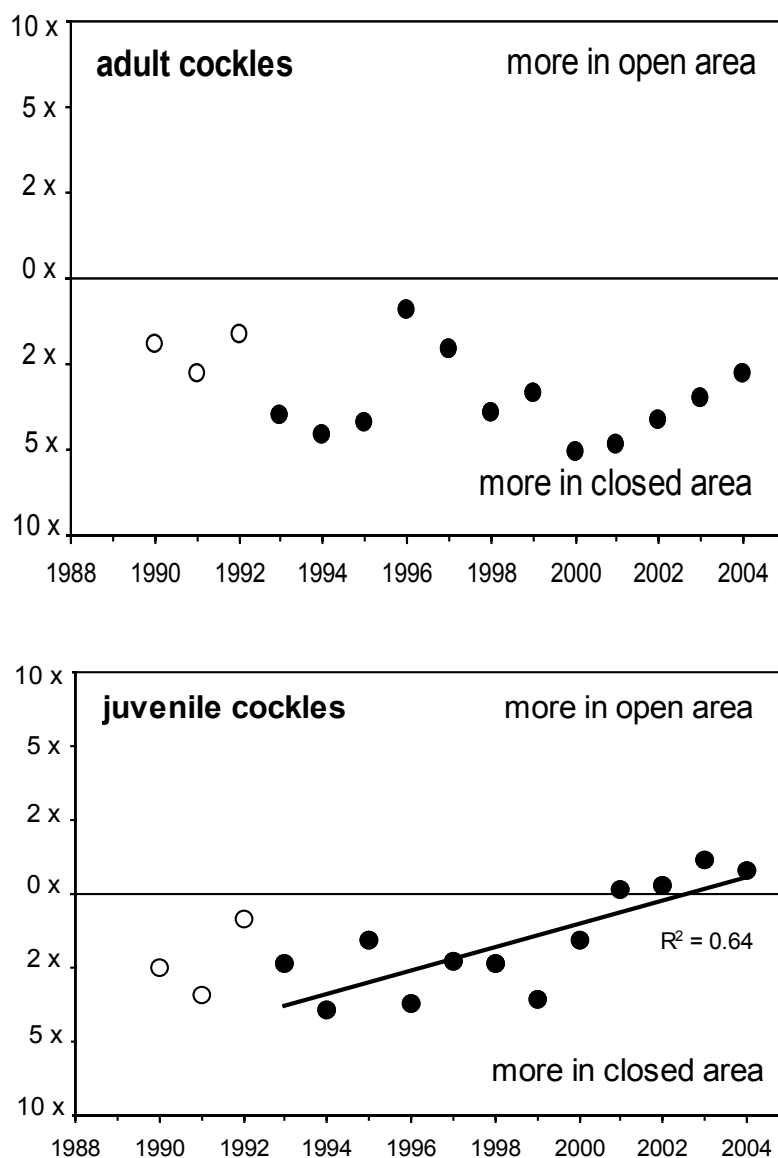 10 x
adult cockles more in open area
5 x
2 x
0 x
2 x
5 x
more in closed area
10 x
1988 1990 1992 1994 1996 1998 2000 2002 2004
10 x
juvenile cockles more in open area
5 x
2 x
0 x
R² = 0.64
2 x
5 x
more in closed area
10 x
1988 1990 1992 1994 1996 1998 2000 2002 2004